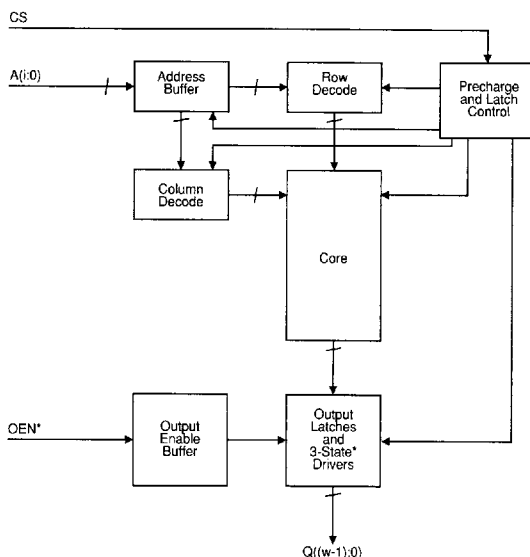 CS
A(i:0)
Address
Buffer
Row
Decode
Precharge
and Latch
Control
Column
Decode
Core
OEN*
Output
Enable
Buffer
Output
Latches
and
3-State*
Drivers
Q((w-1):0)